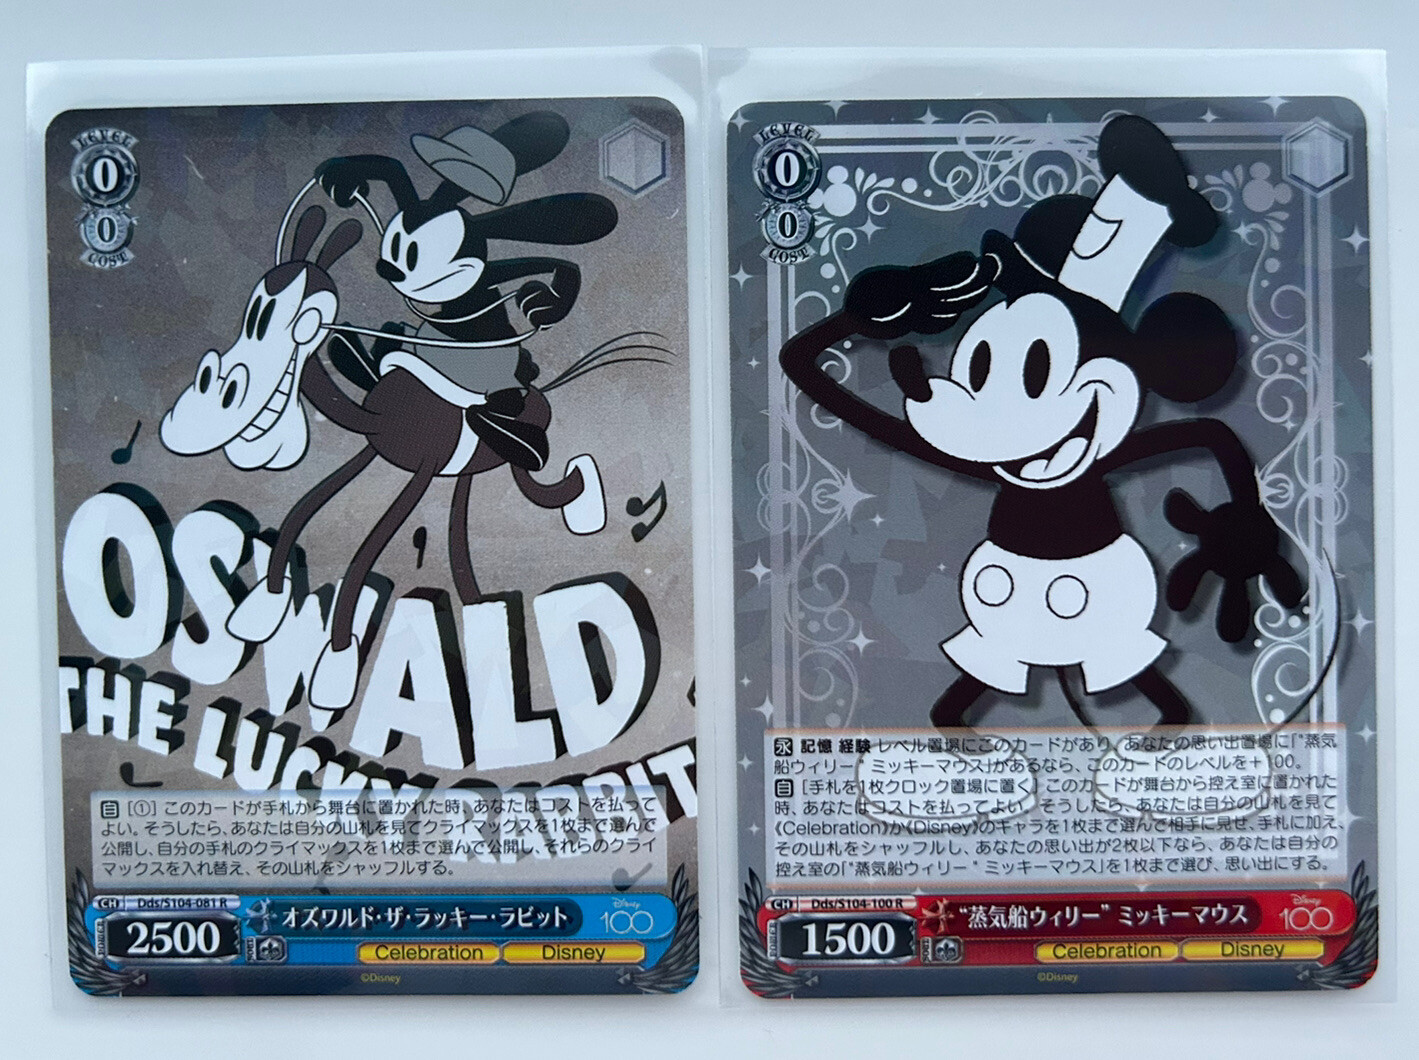 LEVEL
0
0
COST
OSWALD
THE LUCKY RABBIT
自 [①] このカードが手札から舞台に置かれた時、あなたはコストを払って
よい。そうしたら、あなたは自分の山札を見てクライマックスを1枚まで選んで
公開し、自分の手札のクライマックスを1枚まで選んで公開し、それらのクライ
マックスを入れ替え、その山札をシャッフルする。
CH Dds/S104-081 R
オズワルド・ザ・ラッキー・ラビット
Disney
100
POWER
2500
SOUL
Celebration
Disney
©Disney
LEVEL
0
0
COST
永 記憶 経験 レベル置場にこのカードがあり、あなたの思い出置場に「“蒸気
船ウィリー” ミッキーマウス」があるなら、このカードのレベルを+100。
自 [手札を1枚クロック置場に置く] このカードが舞台から控え室に置かれた
時、あなたはコストを払ってよい。そうしたら、あなたは自分の山札を見て
《Celebration》か《Disney》のキャラを1枚まで選んで相手に見せ、手札に加え、
その山札をシャッフルし、あなたの思い出が2枚以下なら、あなたは自分の
控え室の「“蒸気船ウィリー” ミッキーマウス」を1枚まで選び、思い出にする。
CH Dds/S104-100 R
“蒸気船ウィリー” ミッキーマウス
Disney
100
POWER
1500
SOUL
Celebration
Disney
©Disney